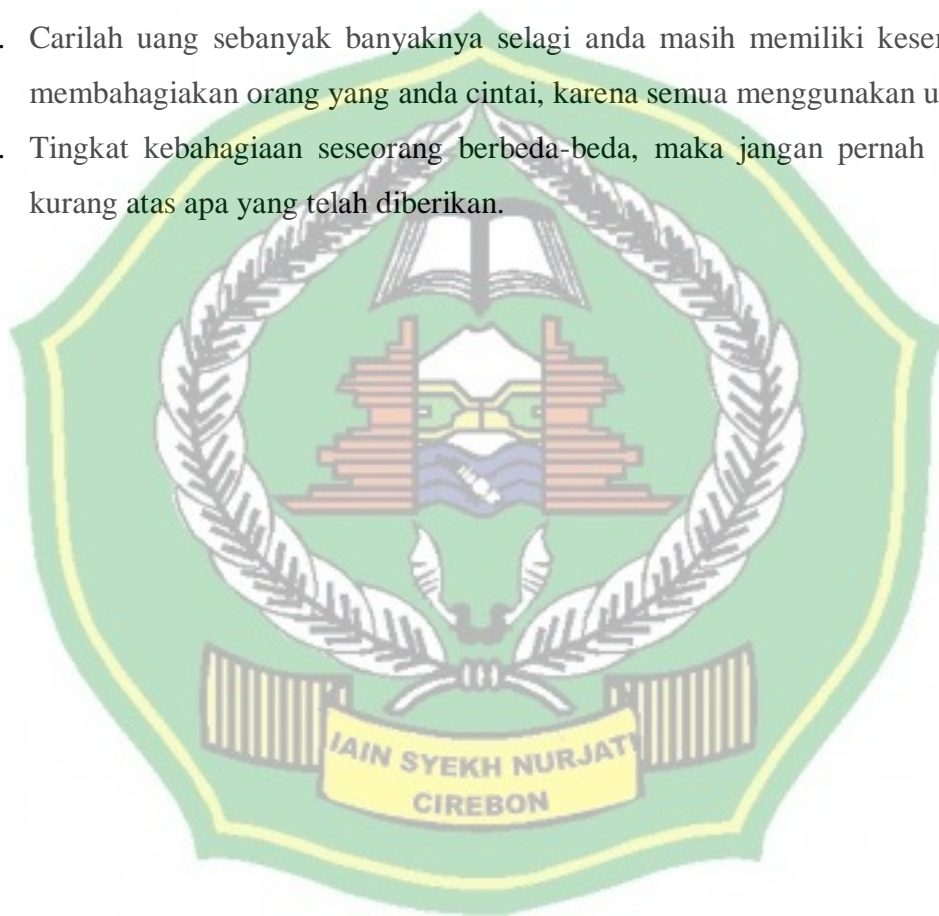 . Carilah uang sebanyak banyaknya selagi anda masih memiliki
membahagiakan orang yang anda cintai, karena semua menggunakan
. Tingkat kebahagiaan seseorang berbeda-beda, maka jangan pernah
kurang atas apa yang telah diberikan.
IAIN SYEKH NURJATI
CIREBON